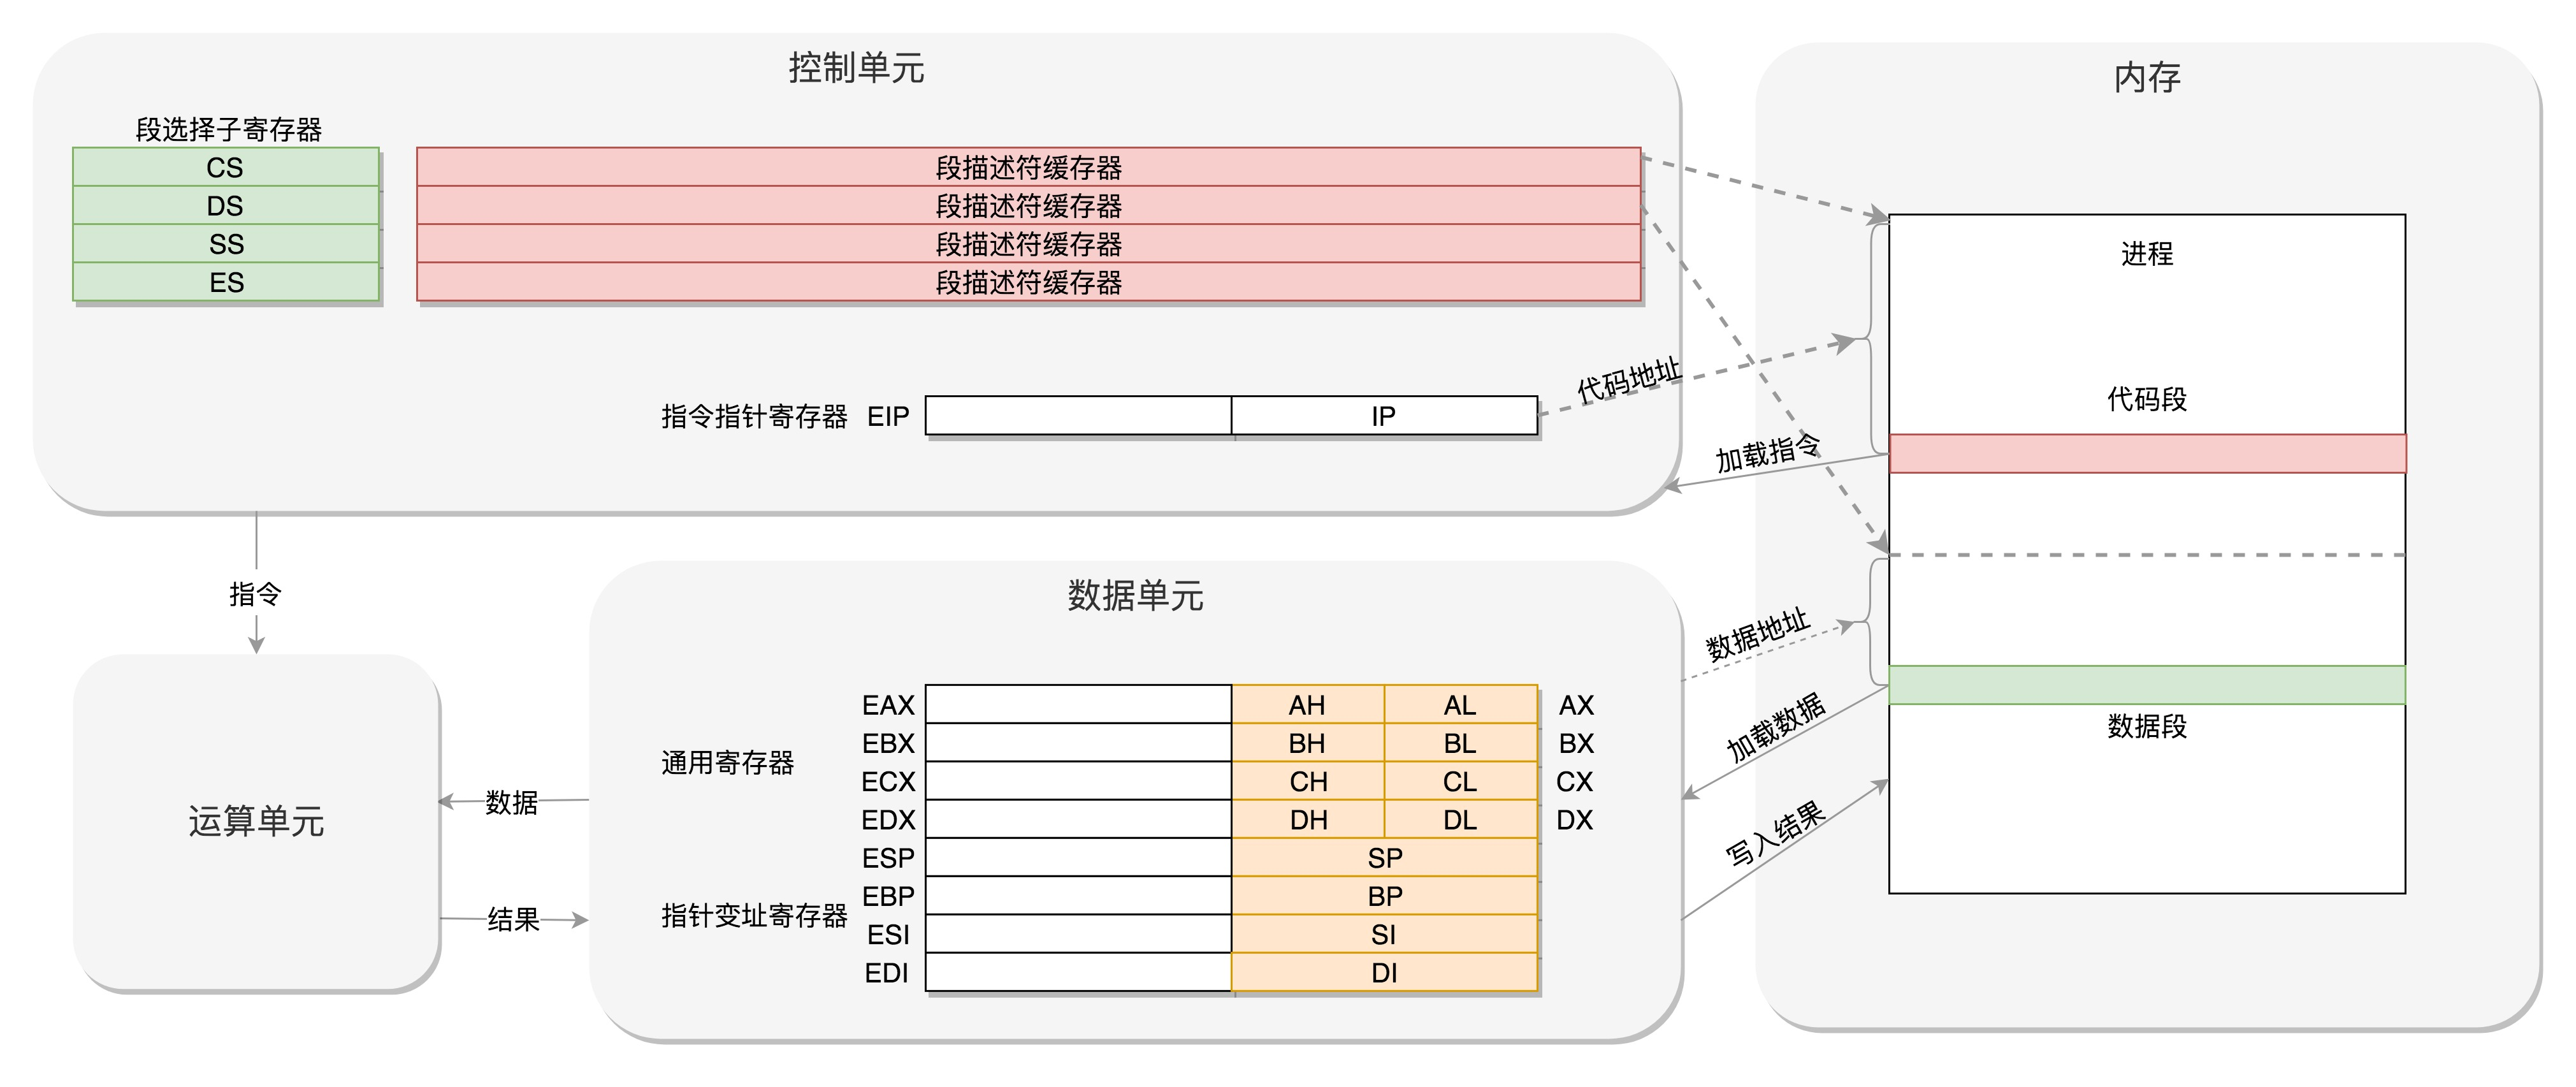 控制单元
段选择子寄存器
CS
DS
SS
ES
段描述符缓存器
段描述符缓存器
段描述符缓存器
段描述符缓存器
指令指针寄存器 EIP IP
代码地址
加载指令
内存
进程
代码段
数据段
指令
运算单元
数据
结果
数据单元
通用寄存器
指针变址寄存器
EAX AH AL AX
EBX BH BL BX
ECX CH CL CX
EDX DH DL DX
ESP SP
EBP BP
ESI SI
EDI DI
数据地址
加载数据
写入结果